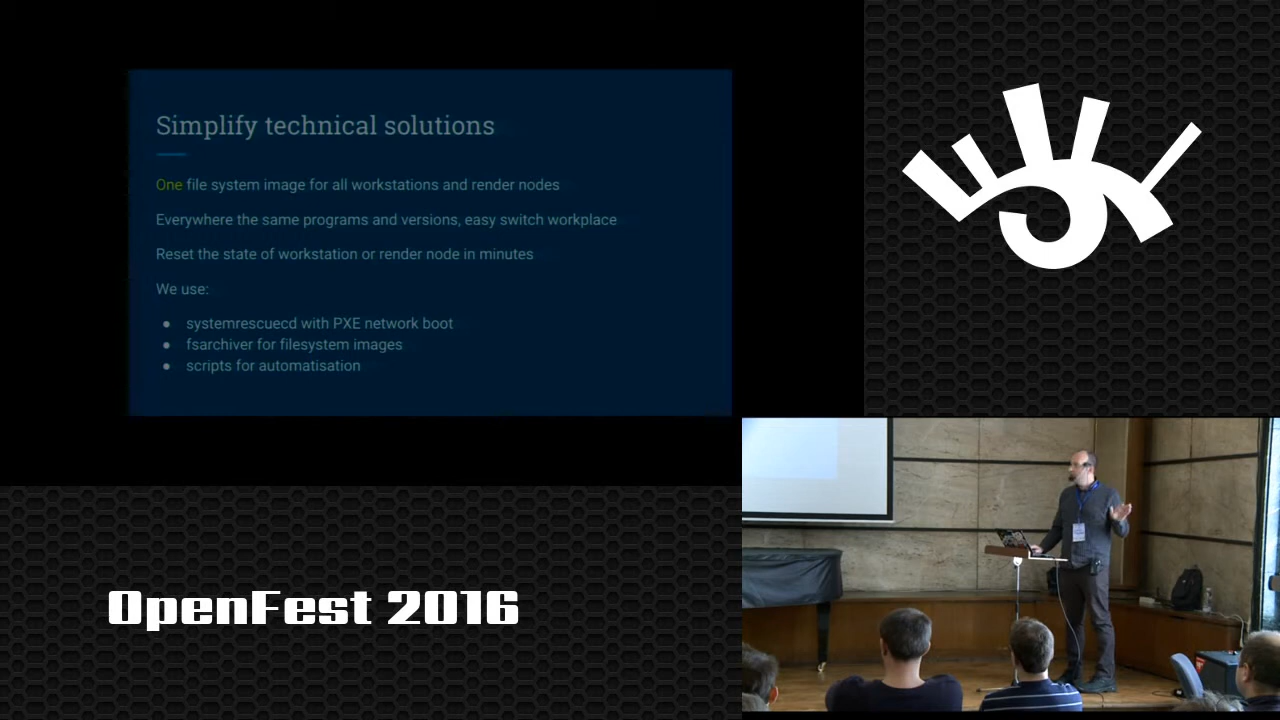 Simplify technical solutions
One file system image for all workstations and render nodes
Everywhere the same programs and versions, easy switch workplace
Reset the state of workstation or render node in minutes
We use:
● systemrescuecd with PXE network boot
● fsarchiver for filesystem images
● scripts for automatisation
OpenFest 2016